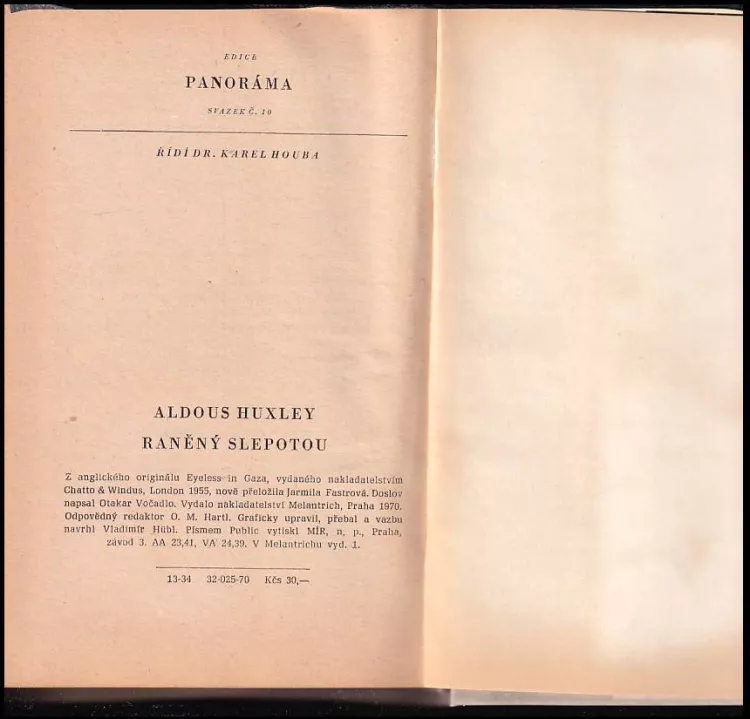 EDICE
PANORÁMA
SVAZEK Č. 10
ŘÍDÍ DR. KAREL HOUBA
ALDOUS HUXLEY
RANĚNÝ SLEPOTOU
Z anglického originálu Eyeless in Gaza, vydaného nakladatelstvím
Chatto & Windus, London 1955, nově přeložila Jarmila Fastrová. Doslov
napsal Otakar Vočadlo. Vydalo nakladatelství Melantrich, Praha 1970.
Odpovědný redaktor O. M. Hartl. Graficky upravil, přebal a vazbu
navrhl Vladimír Hübl. Písmem Public vytiskl MÍR, n. p., Praha,
závod 3. AA 23,41, VA 24,39. V Melantrichu vyd. 1.
13-34 32-025-70 Kčs 30,—